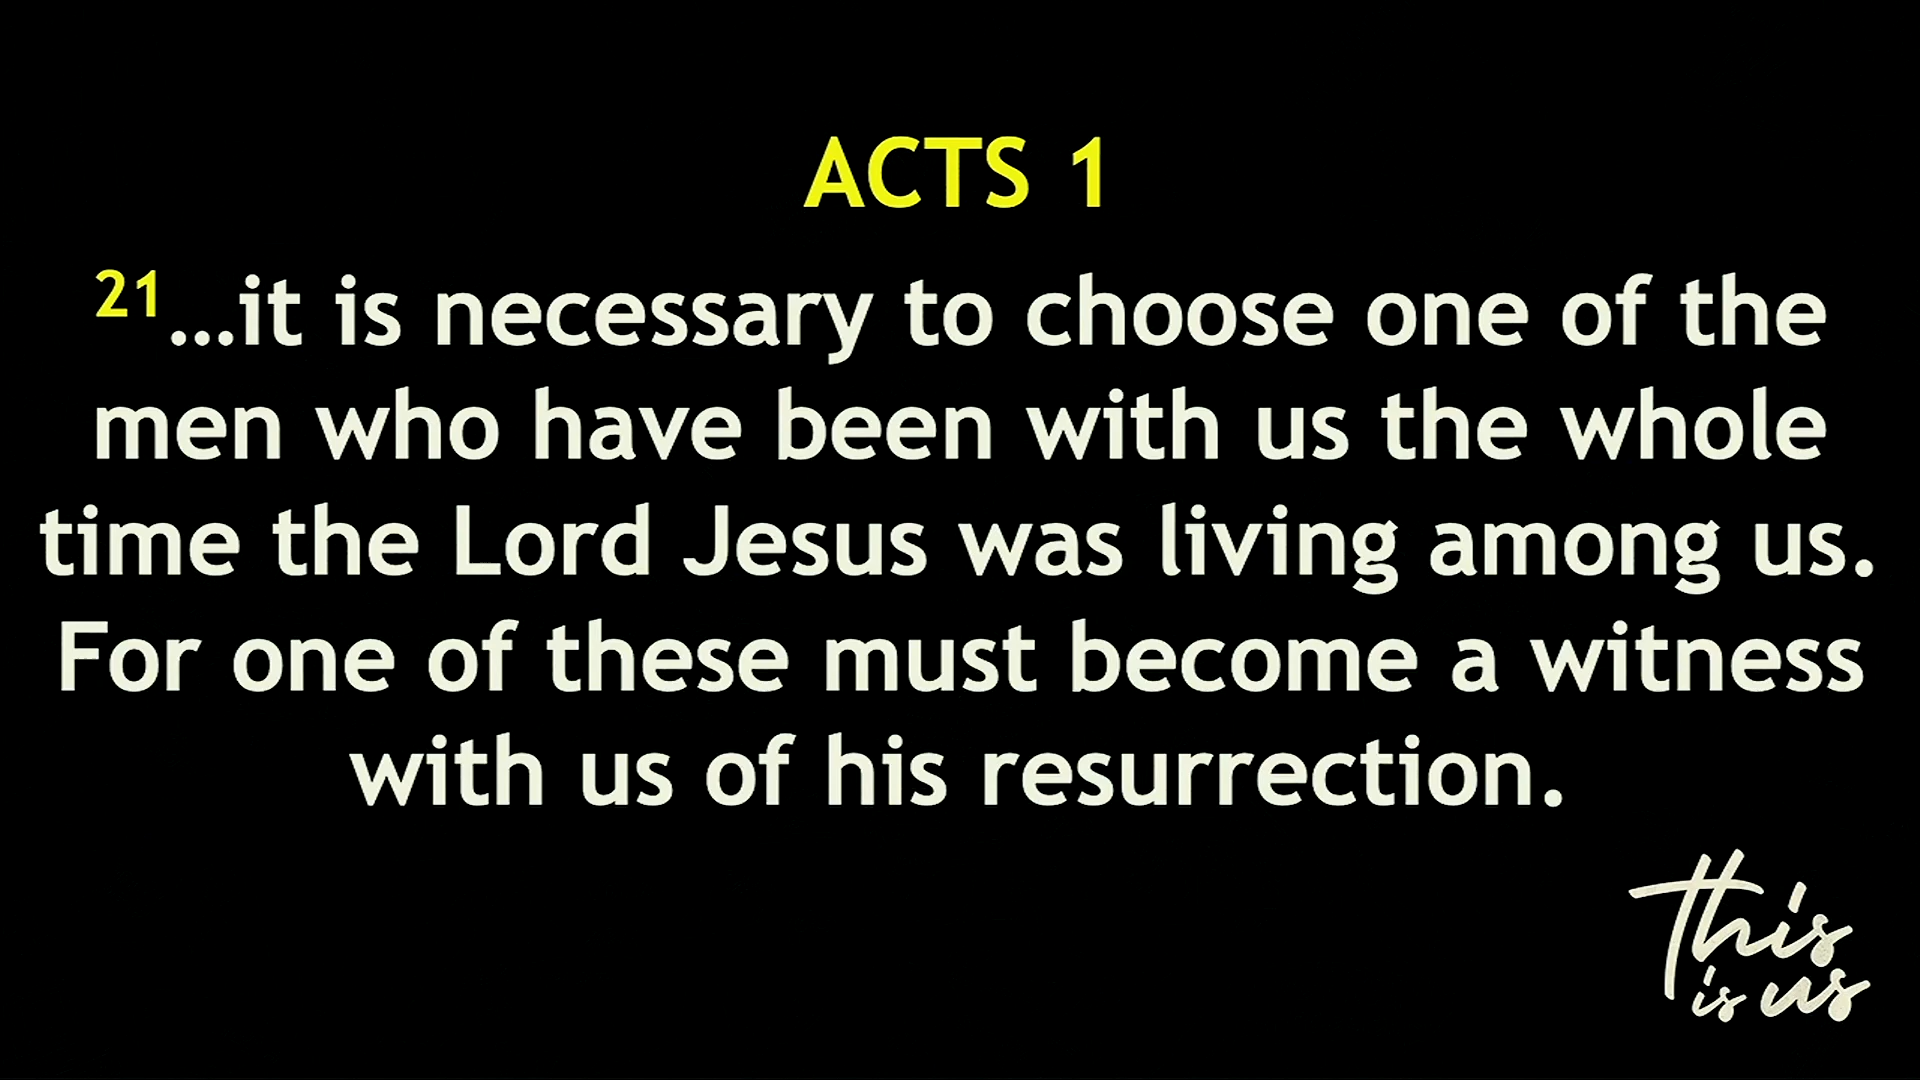 ACTS 1
21...it is necessary to choose one of the
men who have been with us the whole
time the Lord Jesus was living among us.
For one of these must become a witness
with us of his resurrection.
this
is us